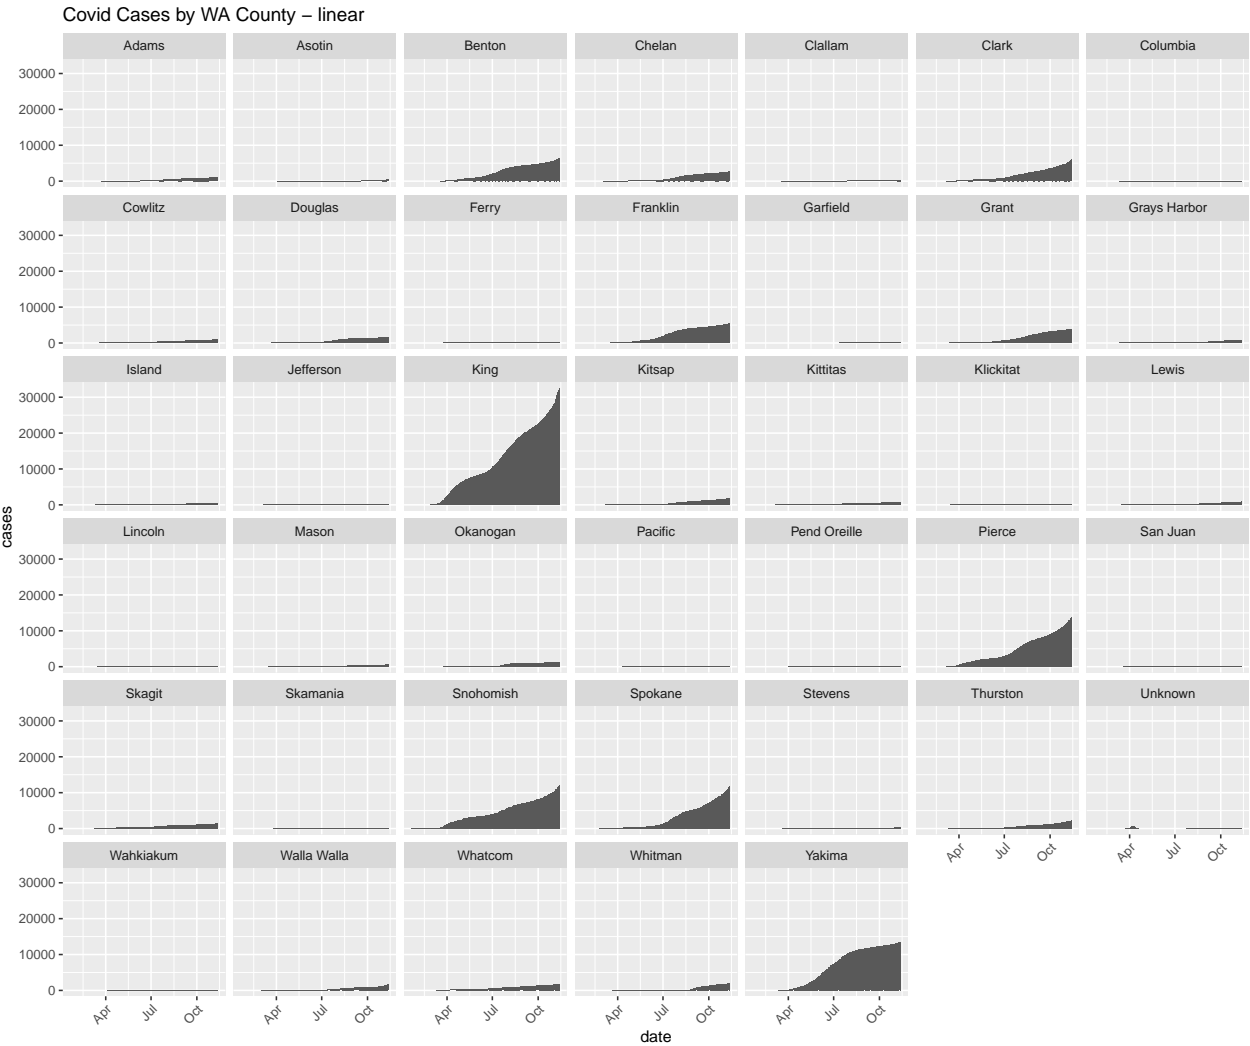 Covid Cases by WA County − linear
Adams Asotin Benton Chelan Clallam Clark Columbia
30000
20000
10000
0
Cowlitz Douglas Ferry Franklin Garfield Grant Grays Harbor
30000
20000
10000
0
Island Jefferson King Kitsap Kittitas Klickitat Lewis
30000
20000
10000
0
cases
Lincoln Mason Okanogan Pacific Pend Oreille Pierce San Juan
30000
20000
10000
0
Skagit Skamania Snohomish Spokane Stevens Thurston Unknown
30000
20000
10000
0
Apr Jul Oct Apr Jul Oct
Wahkiakum Walla Walla Whatcom Whitman Yakima
30000
20000
10000
0
Apr Jul Oct Apr Jul Oct Apr Jul Oct Apr Jul Oct Apr Jul Oct
date